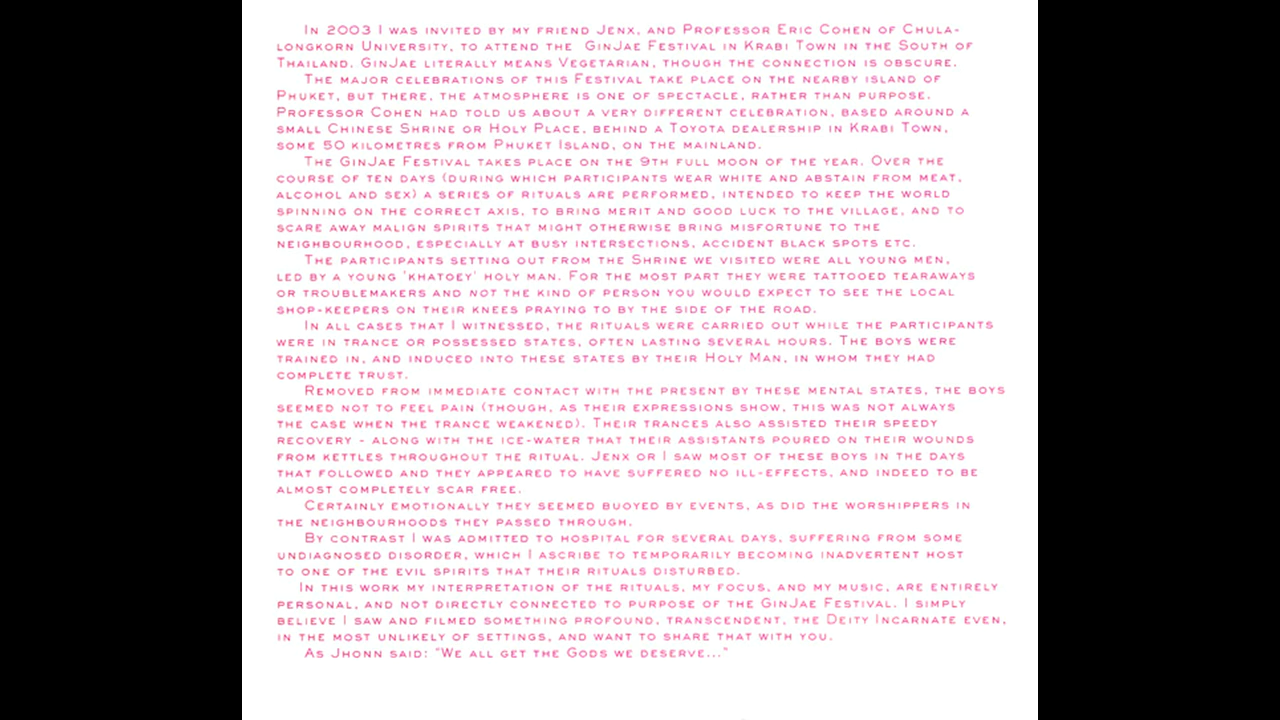 In 2003 I was invited by my friend Jenx, and Professor Eric Cohen of Chula-
longkorn University, to attend the GinJae Festival in Krabi Town in the South of
Thailand. GinJae literally means Vegetarian, though the connection is obscure.
The major celebrations of this Festival take place on the nearby island of
Phuket, but there, the atmosphere is one of spectacle, rather than purpose.
Professor Cohen had told us about a very different celebration, based around a
small Chinese Shrine or Holy Place, behind a Toyota dealership in Krabi Town,
some 50 kilometres from Phuket Island, on the mainland.
The GinJae Festival takes place on the 9th full moon of the year. Over the
course of ten days (during which participants wear white and abstain from meat,
alcohol and sex) a series of rituals are performed, intended to keep the world
spinning on the correct axis, to bring merit and good luck to the village, and to
scare away malign spirits that might otherwise bring misfortune to the
neighbourhood, especially at busy intersections, accident black spots etc.
The participants setting out from the Shrine we visited were all young men,
led by a young 'khatoey' holy man. For the most part they were tattooed tearaways
or troublemakers and not the kind of person you would expect to see the local
shop-keepers on their knees praying to by the side of the road.
In all cases that I witnessed, the rituals were carried out while the participants
were in trance or possessed states, often lasting several hours. The boys were
trained in, and induced into these states by their Holy Man, in whom they had
complete trust.
Removed from immediate contact with the present by these mental states, the boys
seemed not to feel pain (though, as their expressions show, this was not always
the case when the trance weakened). Their trances also assisted their speedy
recovery - along with the ice-water that their assistants poured on their wounds
from kettles throughout the ritual. Jenx or I saw most of these boys in the days
that followed and they appeared to have suffered no ill-effects, and indeed to be
almost completely scar free.
Certainly emotionally they seemed buoyed by events, as did the worshippers in
the neighbourhoods they passed through.
By contrast I was admitted to hospital for several days, suffering from some
undiagnosed disorder, which I ascribe to temporarily becoming inadvertent host
to one of the evil spirits that their rituals disturbed.
In this work my interpretation of the rituals, my focus, and my music, are entirely
personal, and not directly connected to purpose of the GinJae Festival. I simply
believe I saw and filmed something profound, transcendent, the Deity Incarnate even,
in the most unlikely of settings, and want to share that with you.
As Jhonn said: "We all get the Gods we deserve..."